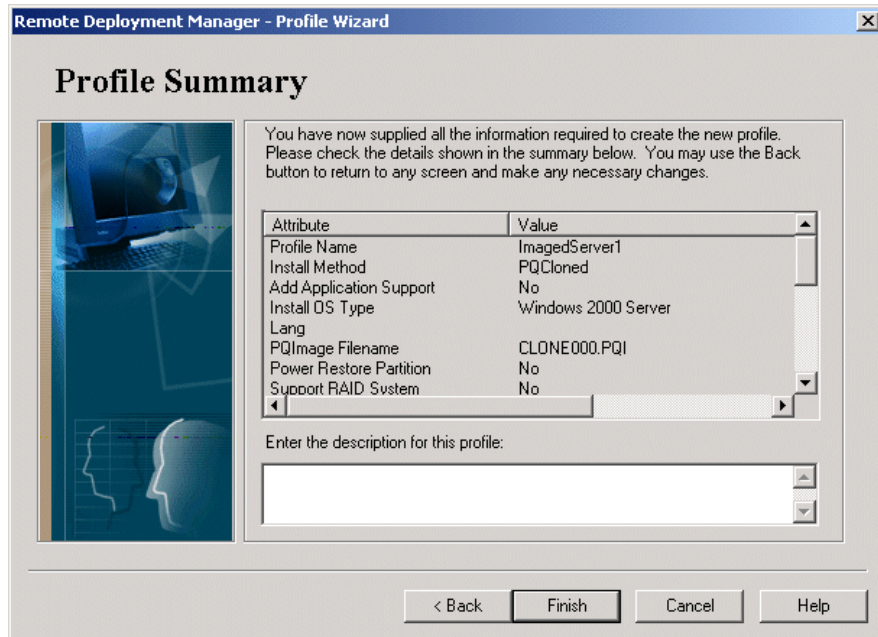 Remote Deployment Manager - Profile Wizard
Profile Summary
You have now supplied all the information required to create the new profile.
Please check the details shown in the summary below. You may use the Back
button to return to any screen and make any necessary changes.
Attribute Value
Profile Name ImagedServer1
Install Method PQCloned
Add Application Support No
Install OS Type Windows 2000 Server
Lang
PQImage Filename CLONE000.PQI
Power Restore Partition No
Support RAID System No
Enter the description for this profile:
< Back Finish Cancel Help